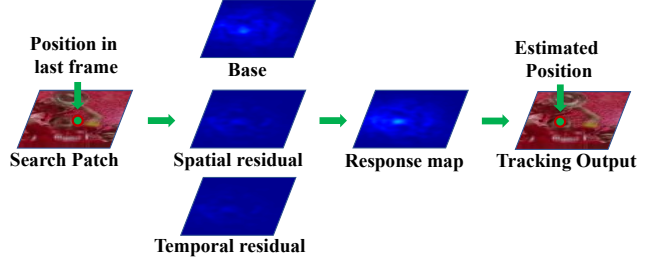 Position in
last frame
Search Patch
Base
Spatial residual
Temporal residual
Response map
Estimated
Position
Tracking Output